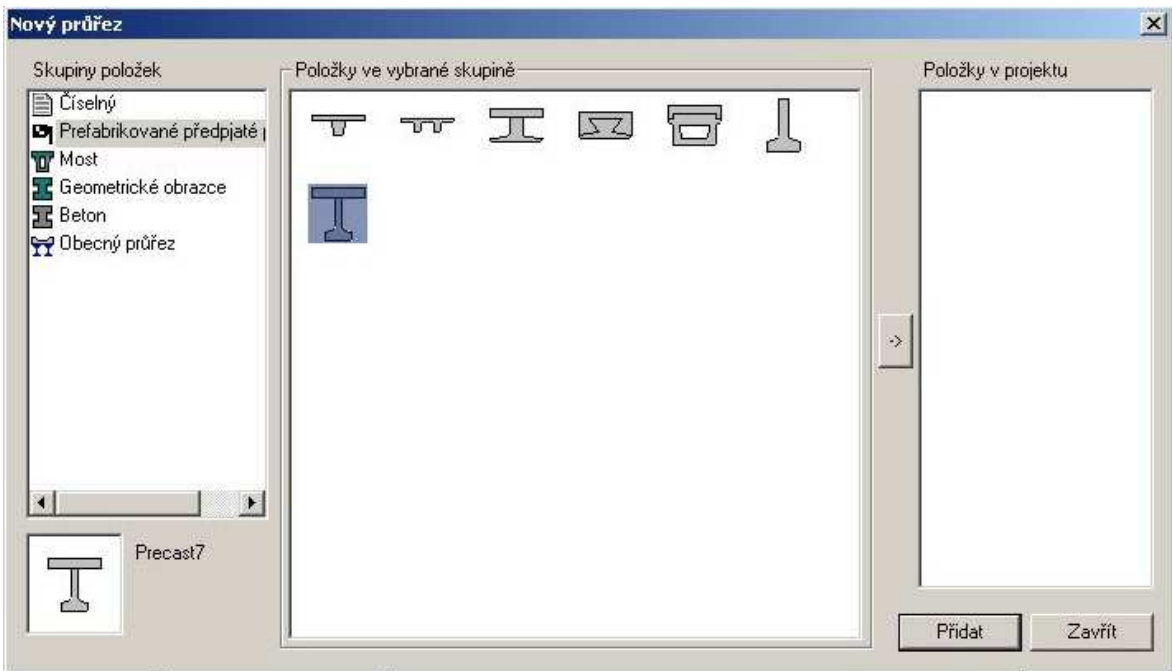 Nový průřez
Skupiny položek
Položky ve vybrané skupině
Položky v projektu
Číselný
Prefabrikované předpjaté
Most
Geometrické obrazce
Beton
Obecný průřez
->
Precast7
Přidat
Zavřít